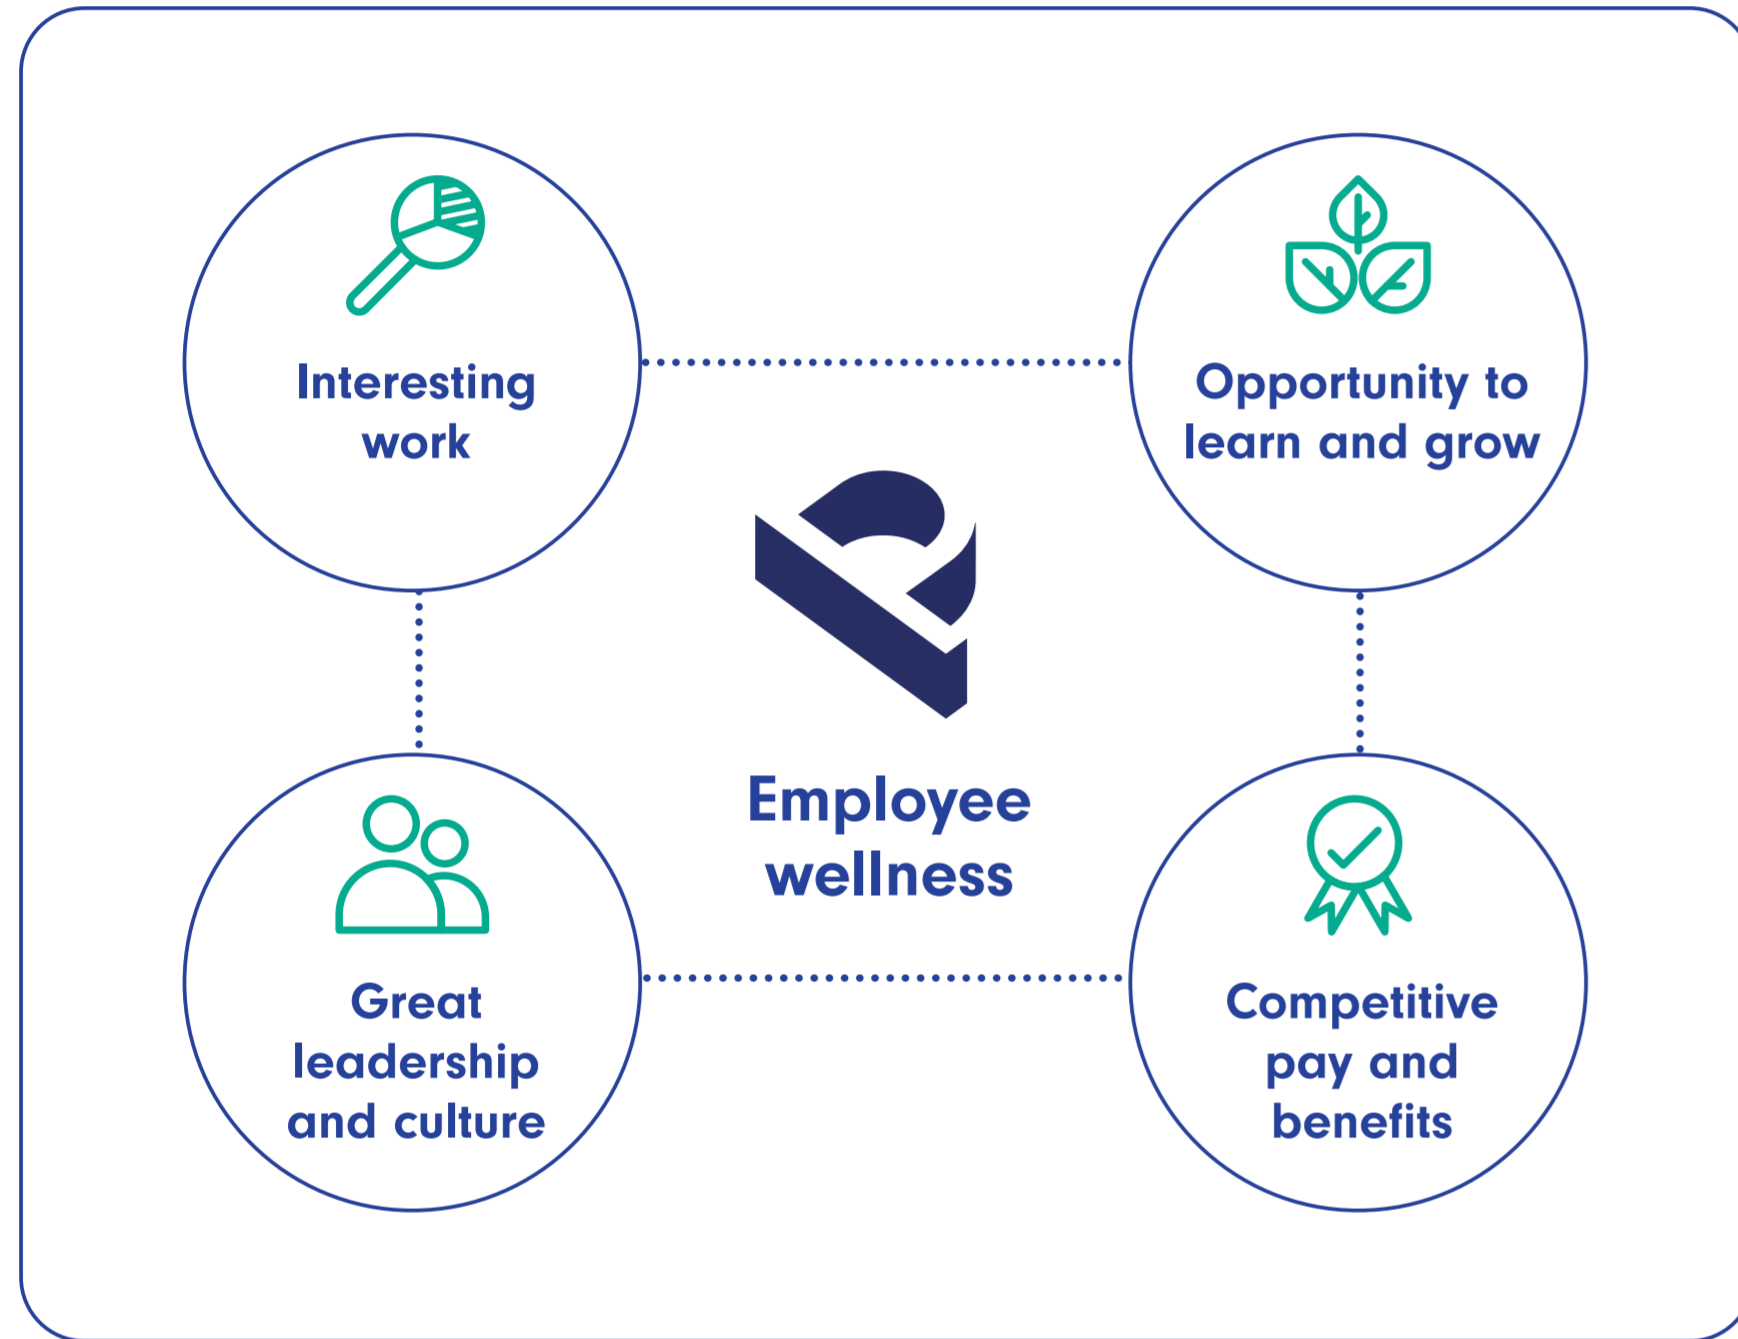 Interesting
work
Opportunity to
learn and grow
Employee
wellness
Great
leadership
and culture
Competitive
pay and
benefits